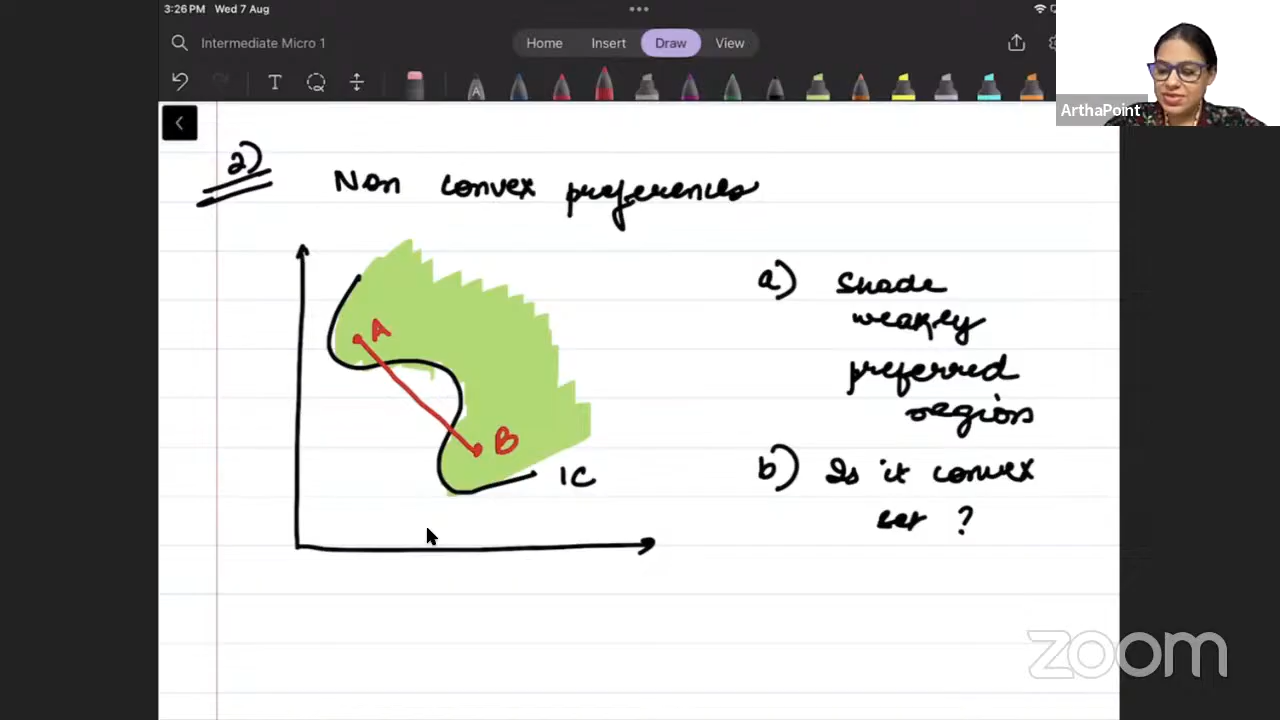 3:26 PM Wed 7 Aug
Intermediate Micro 1
Home Insert Draw View
ArthaPoint
2) Non convex preferences
A
B
IC
a) Shade
weakly
preferred
region
b) Is it convex
set ?
zoom